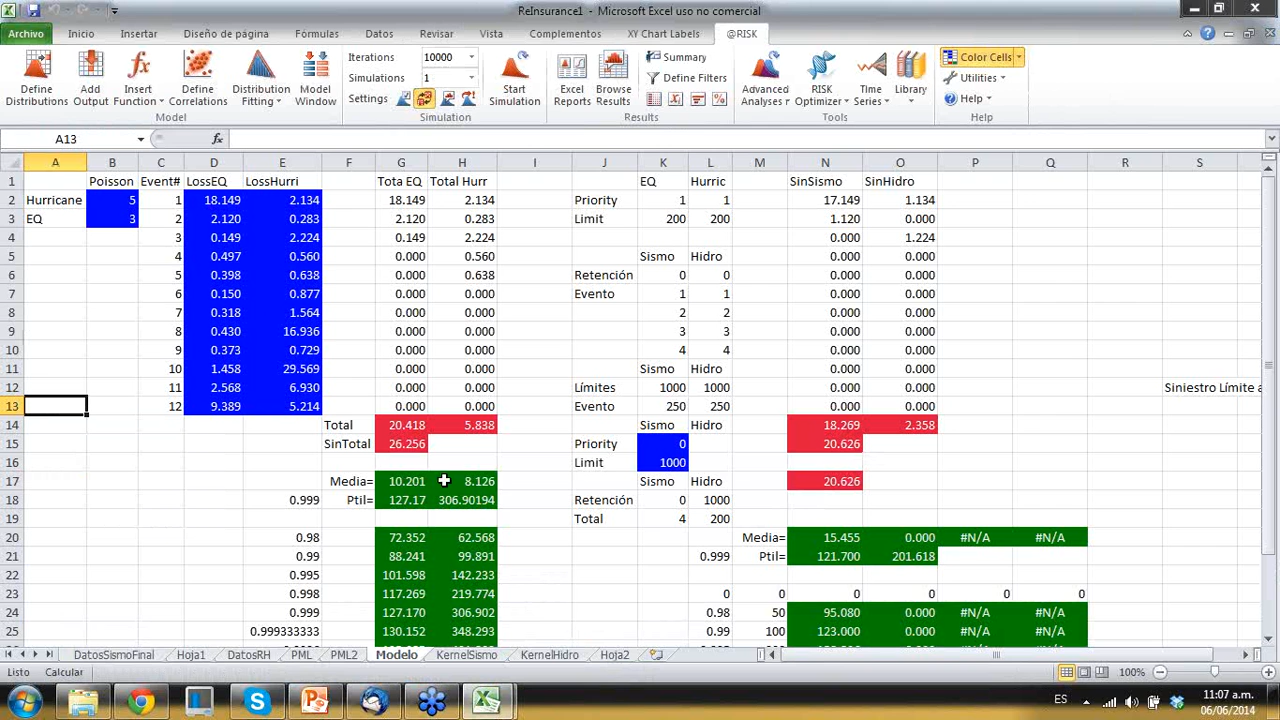 ReInsurance1 - Microsoft Excel uso no comercial
Archivo Inicio Insertar Diseño de página Fórmulas Datos Revisar Vista Complementos XY Chart Labels @RISK
Define Distributions Add Output Insert Function Define Correlations Distribution Fitting Model Window
Iterations 10000
Simulations 1
Settings
Start Simulation Excel Reports Browse Results
Summary
Define Filters
Advanced Analyses RISK Optimizer Time Series Library
Color Cells
Utilities
Help
Model Simulation Results Tools Help
A13 fx
A B C D E F G H I J K L M N O P Q R S
1 Poisson Event# LossEQ LossHurri Tota EQ Total Hurr EQ Hurric SinSismo SinHidro
2 Hurricane 5 1 18.149 2.134 18.149 2.134 Priority 1 1 17.149 1.134
3 EQ 3 2 2.120 0.283 2.120 0.283 Limit 200 200 1.120 0.000
4 3 0.149 2.224 0.149 2.224 0.000 1.224
5 4 0.497 0.560 0.000 0.560 Sismo Hidro 0.000 0.000
6 5 0.398 0.638 0.000 0.638 Retención 0 0 0.000 0.000
7 6 0.150 0.877 0.000 0.000 Evento 1 1 0.000 0.000
8 7 0.318 1.564 0.000 0.000 2 2 0.000 0.000
9 8 0.430 16.936 0.000 0.000 3 3 0.000 0.000
10 9 0.373 0.729 0.000 0.000 4 4 0.000 0.000
11 10 1.458 29.569 0.000 0.000 Sismo Hidro 0.000 0.000
12 11 2.568 6.930 0.000 0.000 Límites 1000 1000 0.000 0.000 Siniestro Límite a
13 12 9.389 5.214 0.000 0.000 Evento 250 250 0.000 0.000
14 Total 20.418 5.838 Sismo Hidro 18.269 2.358
15 SinTotal 26.256 Priority 0 20.626
16 Limit 1000
17 Media= 10.201 8.126 Sismo Hidro 20.626
18 0.999 Ptil= 127.17 306.90194 Retención 0 1000
19 Total 4 200
20 0.98 72.352 62.568 Media= 15.455 0.000 #N/A #N/A
21 0.99 88.241 99.891 0.999 Ptil= 121.700 201.618
22 0.995 101.598 142.233
23 0.998 117.269 219.774 0 0 0 0 0 0
24 0.999 127.170 306.902 0.98 50 95.080 0.000 #N/A #N/A
25 0.999333333 130.152 348.293 0.99 100 123.000 0.000 #N/A #N/A
DatosSismoFinal Hoja1 DatosRH PML PML2 Modelo KernelSismo KernelHidro Hoja2
Listo Calcular 100%
ES 11:07 a.m.
06/06/2014